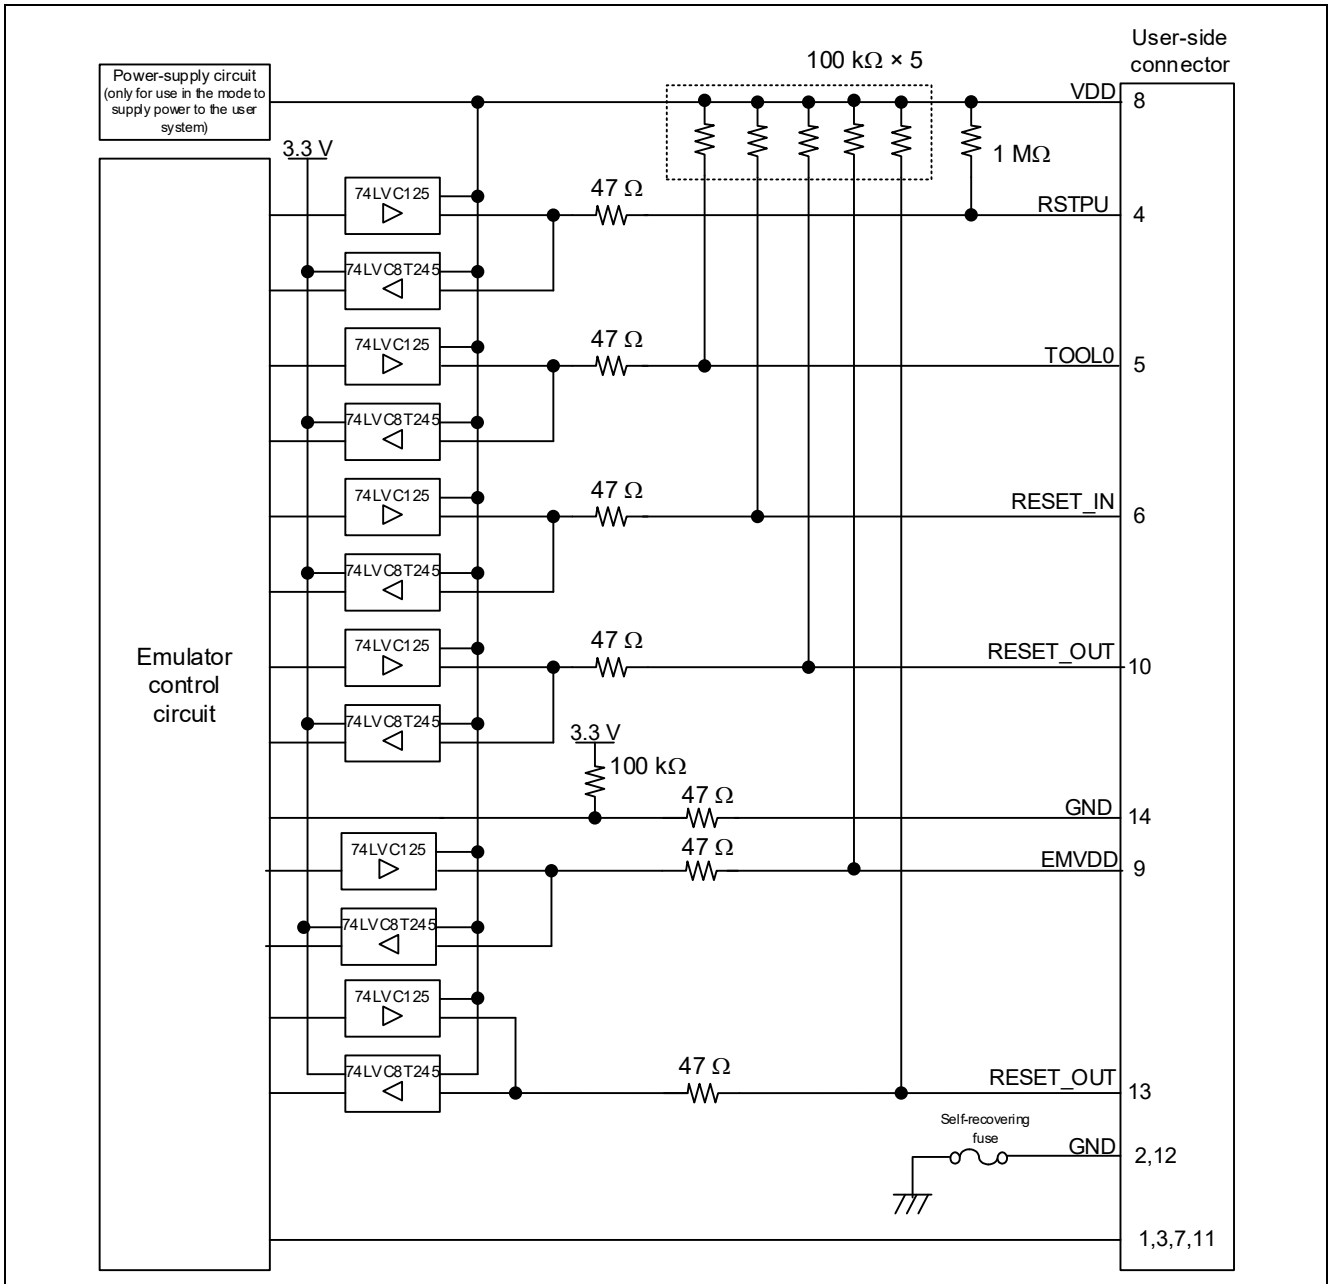 User-side
connector
100 kΩ × 5
Power-supply circuit
(only for use in the mode to
supply power to the user
system)
VDD
8
3.3 V
1 MΩ
74LVC125
47 Ω
RSTPU
4
74LVC8T245
74LVC125
47 Ω
TOOL0
5
74LVC8T245
74LVC125
47 Ω
RESET_IN
6
74LVC8T245
74LVC125
47 Ω
RESET_OUT
10
Emulator
control
circuit
74LVC8T245
3.3 V
100 kΩ
47 Ω
GND
14
74LVC125
47 Ω
EMVDD
9
74LVC8T245
74LVC125
74LVC8T245
47 Ω
RESET_OUT
13
Self-recovering
fuse
GND
2,12
1,3,7,11